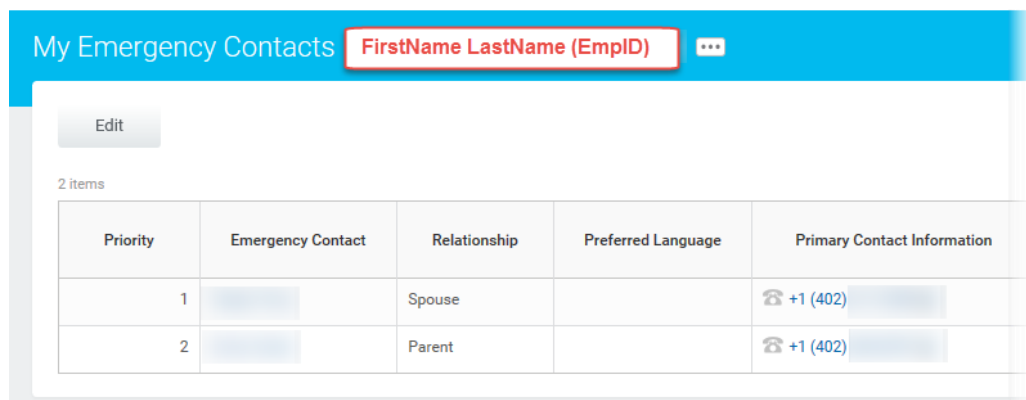 My Emergency Contacts FirstName LastName (EmpID)
Edit
2 items
Priority Emergency Contact Relationship Preferred Language Primary Contact Information
1 Spouse +1 (402)
2 Parent +1 (402)